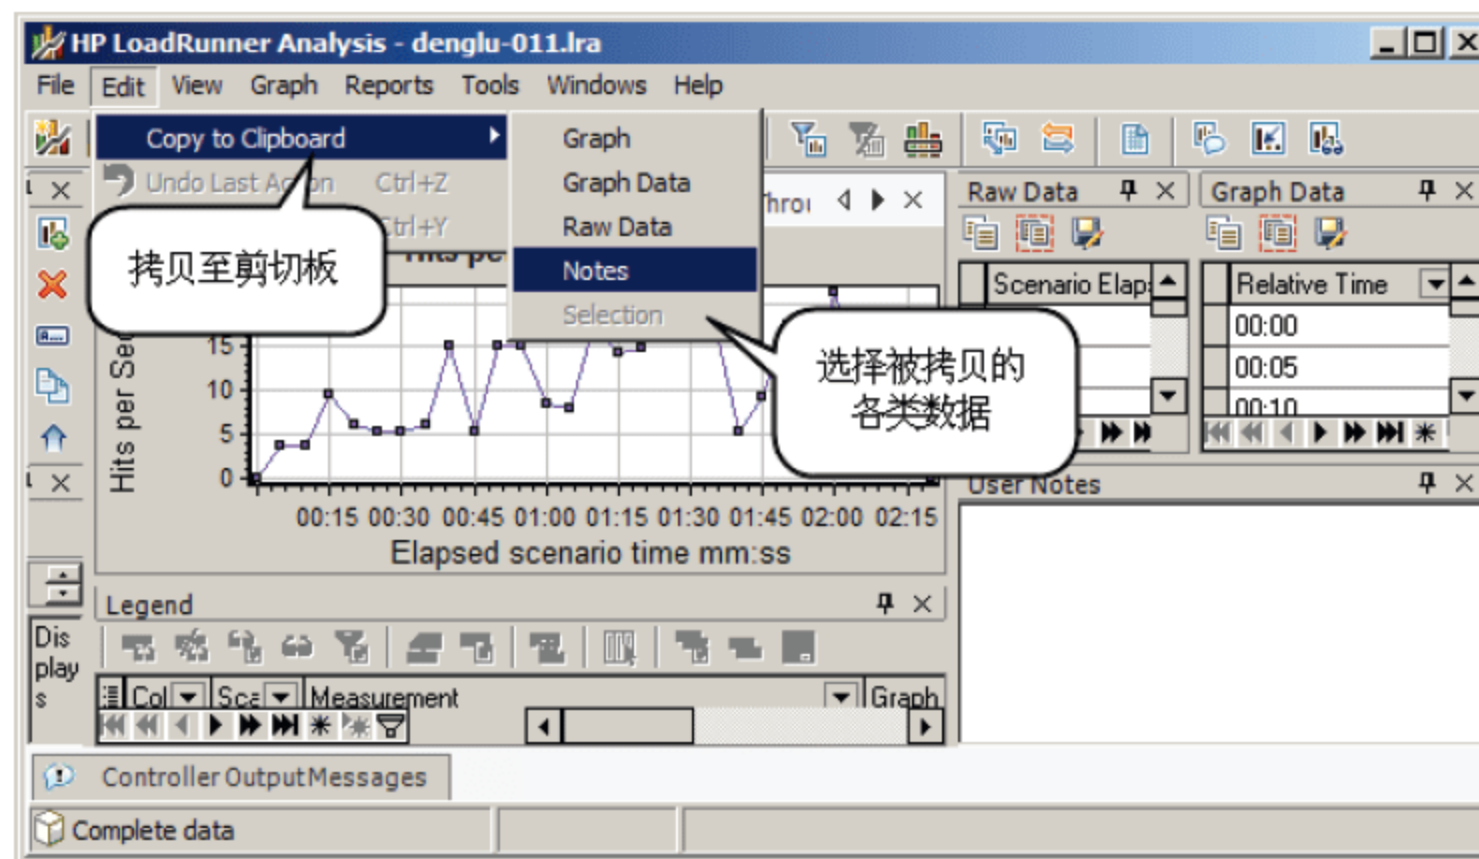 HP LoadRunner Analysis - denglu-011.lra
File Edit View Graph Reports Tools Windows Help
Copy to Clipboard
Undo Last Action Ctrl+Z
Ctrl+Y
Graph
Graph Data
Raw Data
Notes
Selection
拷贝至剪切板
选择被拷贝的
各类数据
Raw Data
Scenario Elap
Graph Data
Relative Time
00:00
00:05
00:10
Hits per Sec
15
10
5
0
00:15 00:30 00:45 01:00 01:15 01:30 01:45 02:00 02:15
Elapsed scenario time mm:ss
User Notes
Legend
Dis
play
s
Col Sca Measurement Graph
Controller Output Messages
Complete data